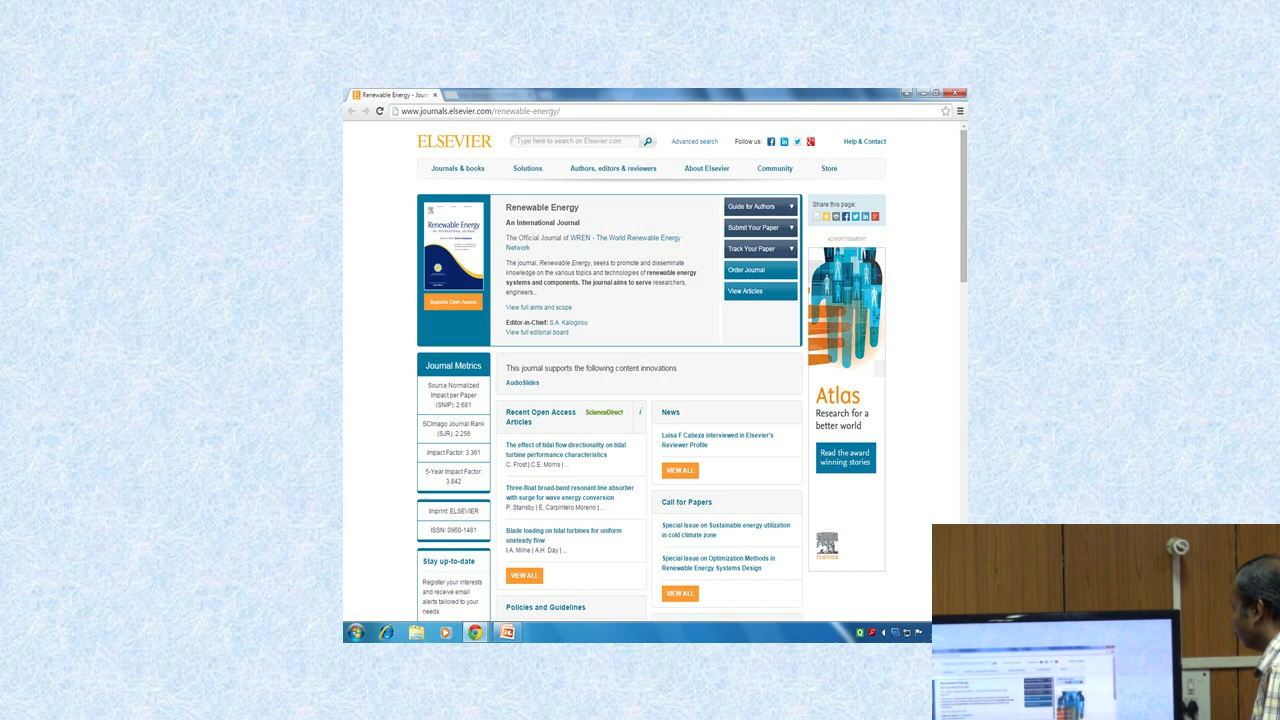 Renewable Energy - Journ
www.journals.elsevier.com/renewable-energy/
ELSEVIER
Type here to search on Elsevier.com
Advanced search
Follow us:
Help & Contact
Journals & books
Solutions
Authors, editors & reviewers
About Elsevier
Community
Store
Renewable Energy
Supports Open Access
Renewable Energy
An International Journal
The Official Journal of WREN - The World Renewable Energy
Network
The journal, Renewable Energy, seeks to promote and disseminate
knowledge on the various topics and technologies of renewable energy
systems and components. The journal aims to serve researchers,
engineers...
View full aims and scope
Editor-in-Chief: S.A. Kalogirou
View full editorial board
Guide for Authors
Submit Your Paper
Track Your Paper
Order Journal
View Articles
Share this page:
ADVERTISEMENT
Atlas
Research for a
better world
Read the award
winning stories
ELSEVIER
Journal Metrics
Source Normalized
Impact per Paper
(SNIP): 2.681
SCImago Journal Rank
(SJR): 2.256
Impact Factor: 3.361
5-Year Impact Factor:
3.842
Imprint: ELSEVIER
ISSN: 0960-1481
Stay up-to-date
Register your interests
and receive email
alerts tailored to your
needs
This journal supports the following content innovations
AudioSlides
Recent Open Access
Articles
ScienceDirect
i
The effect of tidal flow directionality on tidal
turbine performance characteristics
C. Frost | C.E. Morris | ...
Three-float broad-band resonant line absorber
with surge for wave energy conversion
P. Stansby | E. Carpintero Moreno | ...
Blade loading on tidal turbines for uniform
unsteady flow
I.A. Milne | A.H. Day | ...
VIEW ALL
Policies and Guidelines
News
Luisa F Cabeza interviewed in Elsevier's
Reviewer Profile
VIEW ALL
Call for Papers
Special Issue on Sustainable energy utilization
in cold climate zone
Special Issue on Optimization Methods in
Renewable Energy Systems Design
VIEW ALL